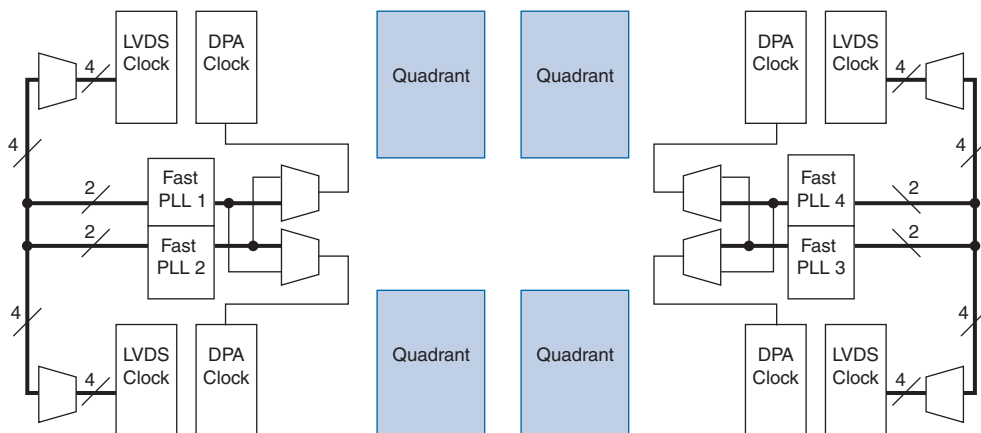 LVDS
Clock
DPA
Clock
Quadrant
Quadrant
DPA
Clock
LVDS
Clock
4
4
4
4
2
Fast
PLL 1
Fast
PLL 4
2
2
Fast
PLL 2
Fast
PLL 3
2
4
4
4
LVDS
Clock
DPA
Clock
Quadrant
Quadrant
DPA
Clock
LVDS
Clock
4